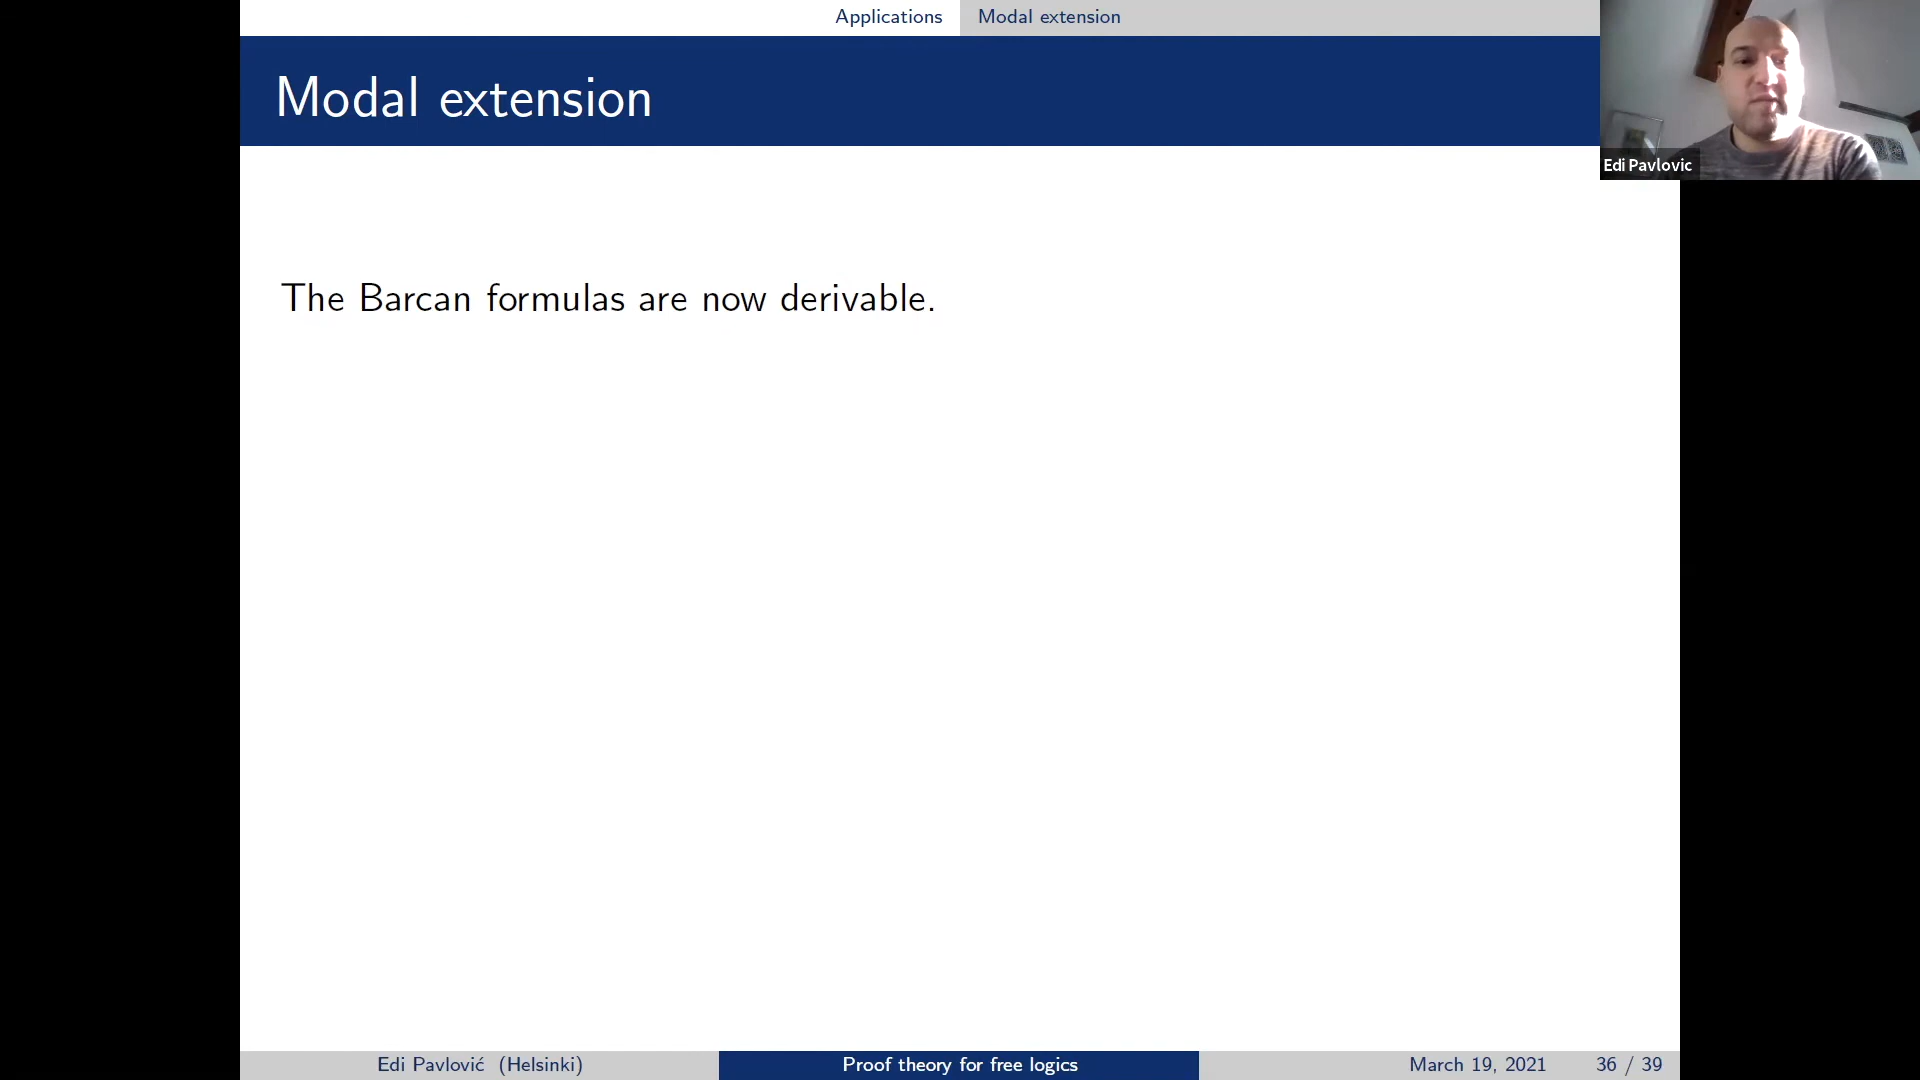 Applications Modal extension
Modal extension
Edi Pavlovic
The Barcan formulas are now derivable.
Edi Pavlović (Helsinki) Proof theory for free logics March 19, 2021 36 / 39